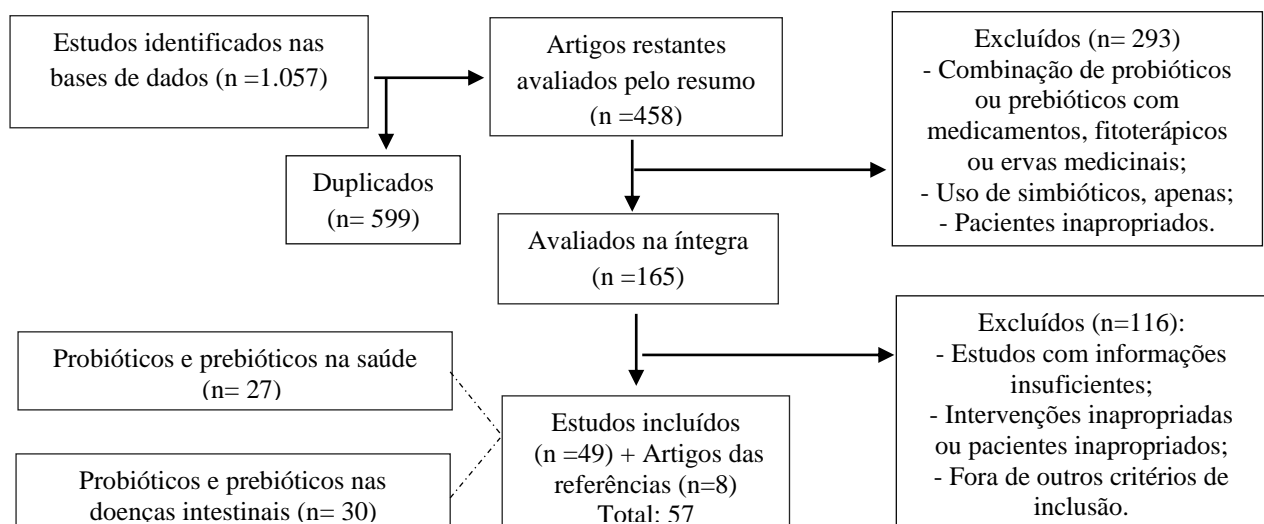 Estudos identificados nas
bases de dados (n =1.057)
Duplicados
(n= 599)
Artigos restantes
avaliados pelo resumo
(n =458)
Excluídos (n= 293)
- Combinação de probióticos
ou prebióticos com
medicamentos, fitoterápicos
ou ervas medicinais;
- Uso de simbióticos, apenas;
- Pacientes inapropriados.
Avaliados na íntegra
(n =165)
Excluídos (n=116):
- Estudos com informações
insuficientes;
- Intervenções inapropriadas
ou pacientes inapropriados;
- Fora de outros critérios de
inclusão.
Probióticos e prebióticos na saúde
(n= 27)
Probióticos e prebióticos nas
doenças intestinais (n= 30)
Estudos incluídos
(n =49) + Artigos das
referências (n=8)
Total: 57